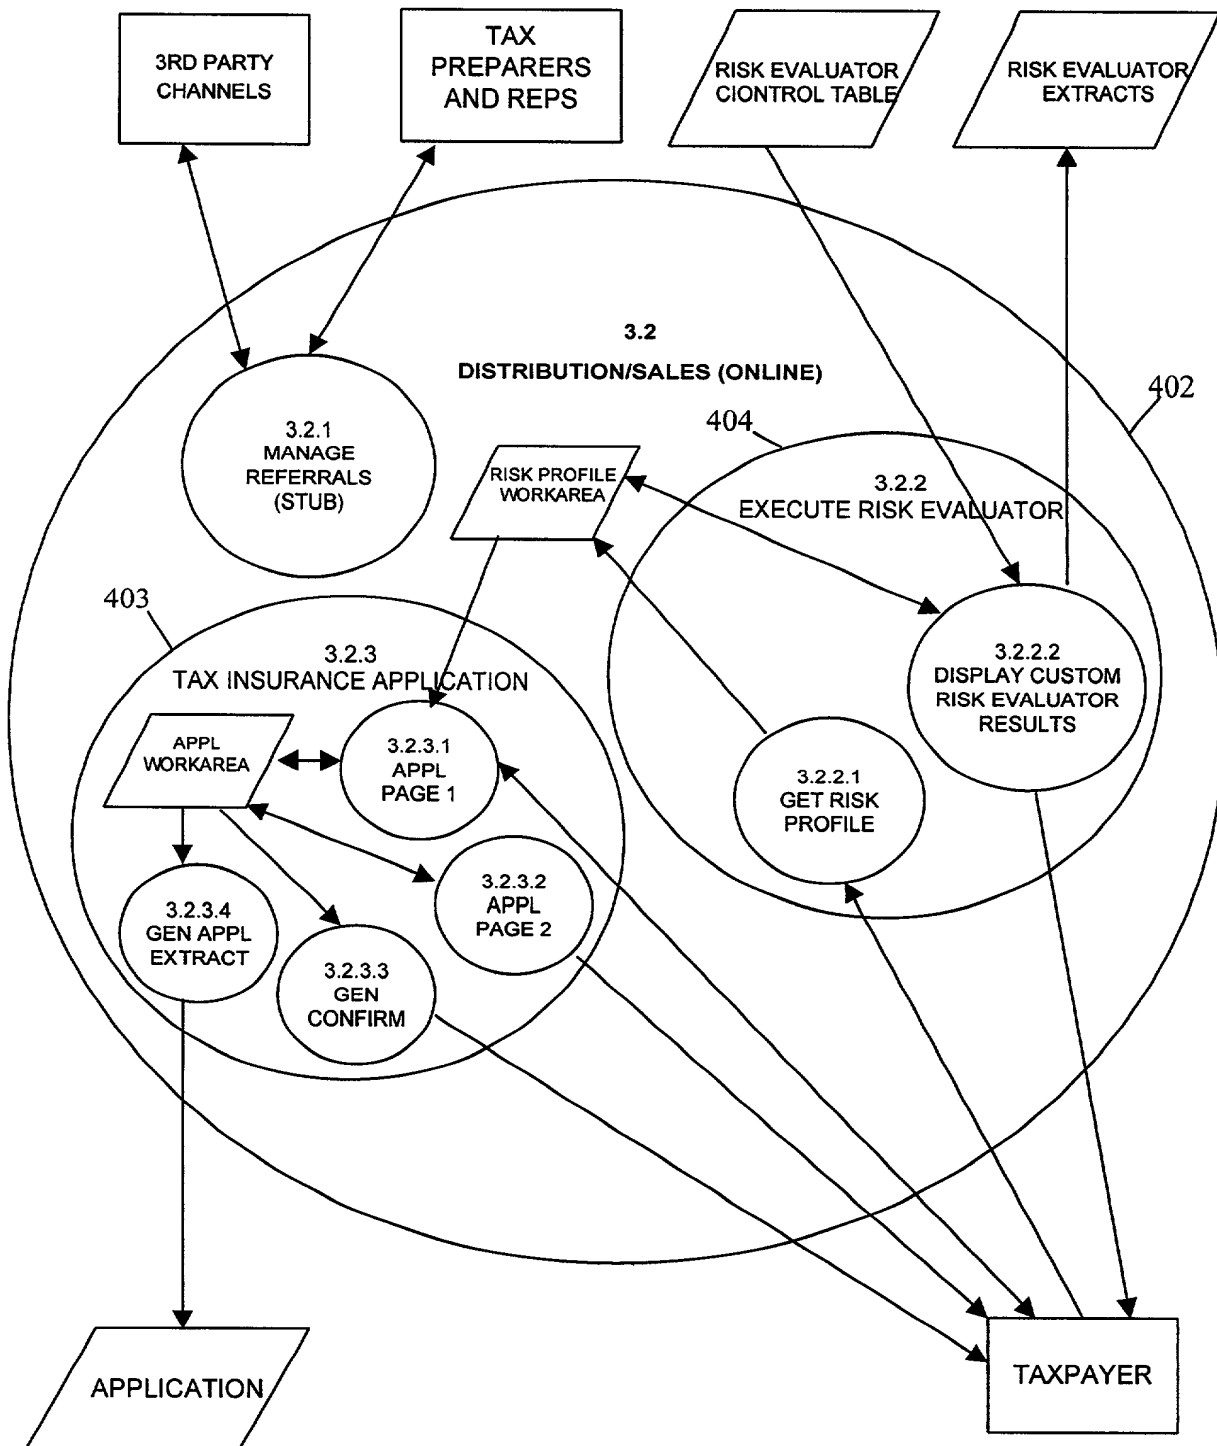 3RD PARTY
CHANNELS
TAX
PREPARERS
AND REPS
RISK EVALUATOR
CIONTROL TABLE
RISK EVALUATOR
EXTRACTS
3.2
DISTRIBUTION/SALES (ONLINE)
402
404
3.2.1
MANAGE
REFERRALS
(STUB)
RISK PROFILE
WORKAREA
3.2.2
EXECUTE RISK EVALUATOR
403
3.2.3
TAX INSURANCE APPLICATION
3.2.2.2
DISPLAY CUSTOM
RISK EVALUATOR
RESULTS
APPL
WORKAREA
3.2.3.1
APPL
PAGE 1
3.2.2.1
GET RISK
PROFILE
3.2.3.2
APPL
PAGE 2
3.2.3.4
GEN APPL
EXTRACT
3.2.3.3
GEN
CONFIRM
APPLICATION
TAXPAYER